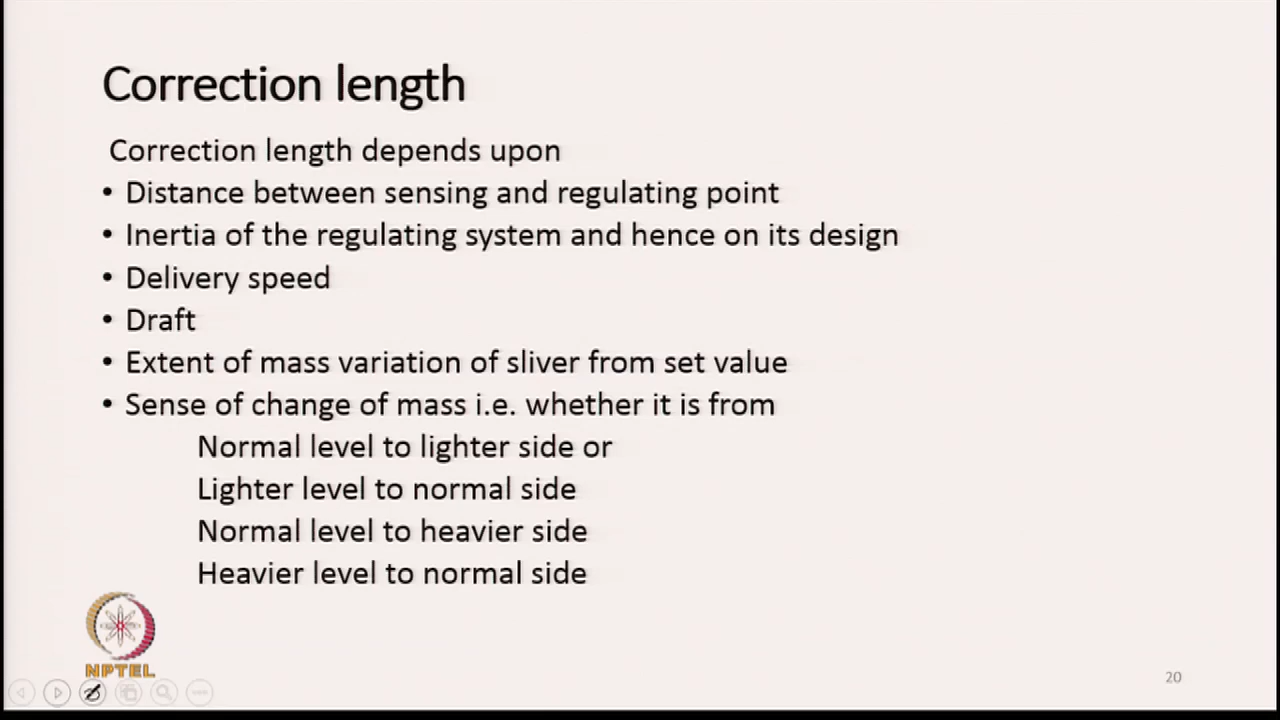 Correction length
Correction length depends upon
• Distance between sensing and regulating point
• Inertia of the regulating system and hence on its design
• Delivery speed
• Draft
• Extent of mass variation of sliver from set value
• Sense of change of mass i.e. whether it is from
Normal level to lighter side or
Lighter level to normal side
Normal level to heavier side
Heavier level to normal side
NPTEL
20